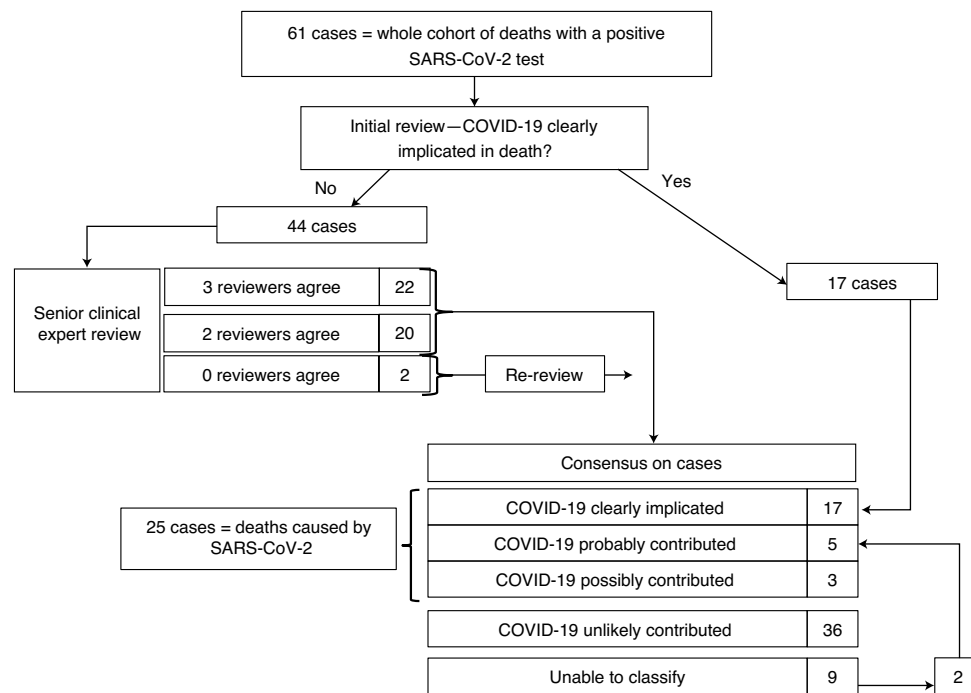 61 cases = whole cohort of deaths with a positive
SARS-CoV-2 test
Initial review—COVID-19 clearly
implicated in death?
No
Yes
44 cases
17 cases
Senior clinical
expert review
3 reviewers agree 22
2 reviewers agree 20
0 reviewers agree 2
Re-review
Consensus on cases
25 cases = deaths caused by
SARS-CoV-2
COVID-19 clearly implicated 17
COVID-19 probably contributed 5
COVID-19 possibly contributed 3
COVID-19 unlikely contributed 36
Unable to classify 9
2